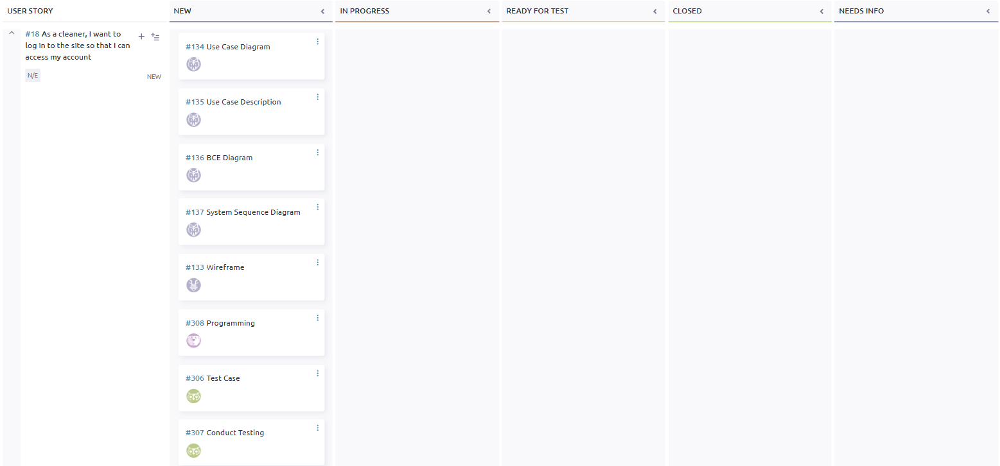 USER STORY
NEW
IN PROGRESS
READY FOR TEST
CLOSED
NEEDS INFO
#18 As a cleaner, I want to
log in to the site so that I can
access my account
N/E
NEW
#134 Use Case Diagram
#135 Use Case Description
#136 BCE Diagram
#137 System Sequence Diagram
#133 Wireframe
#308 Programming
#306 Test Case
#307 Conduct Testing